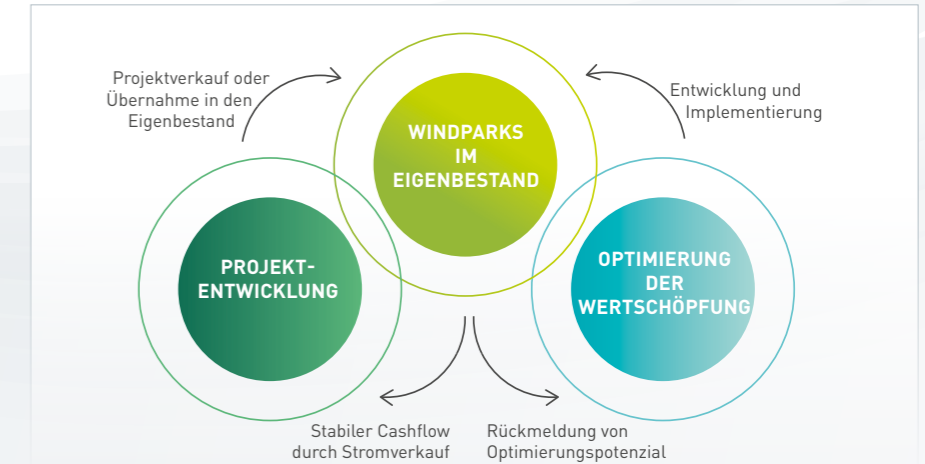 Projektverkauf oder
Übernahme in den
Eigenbestand
Entwicklung und
Implementierung
WINDPARKS
IM
EIGENBESTAND
PROJEKT-
ENTWICKLUNG
OPTIMIERUNG
DER
WERTSCHÖPFUNG
Stabiler Cashflow
durch Stromverkauf
Rückmeldung von
Optimierungspotenzial